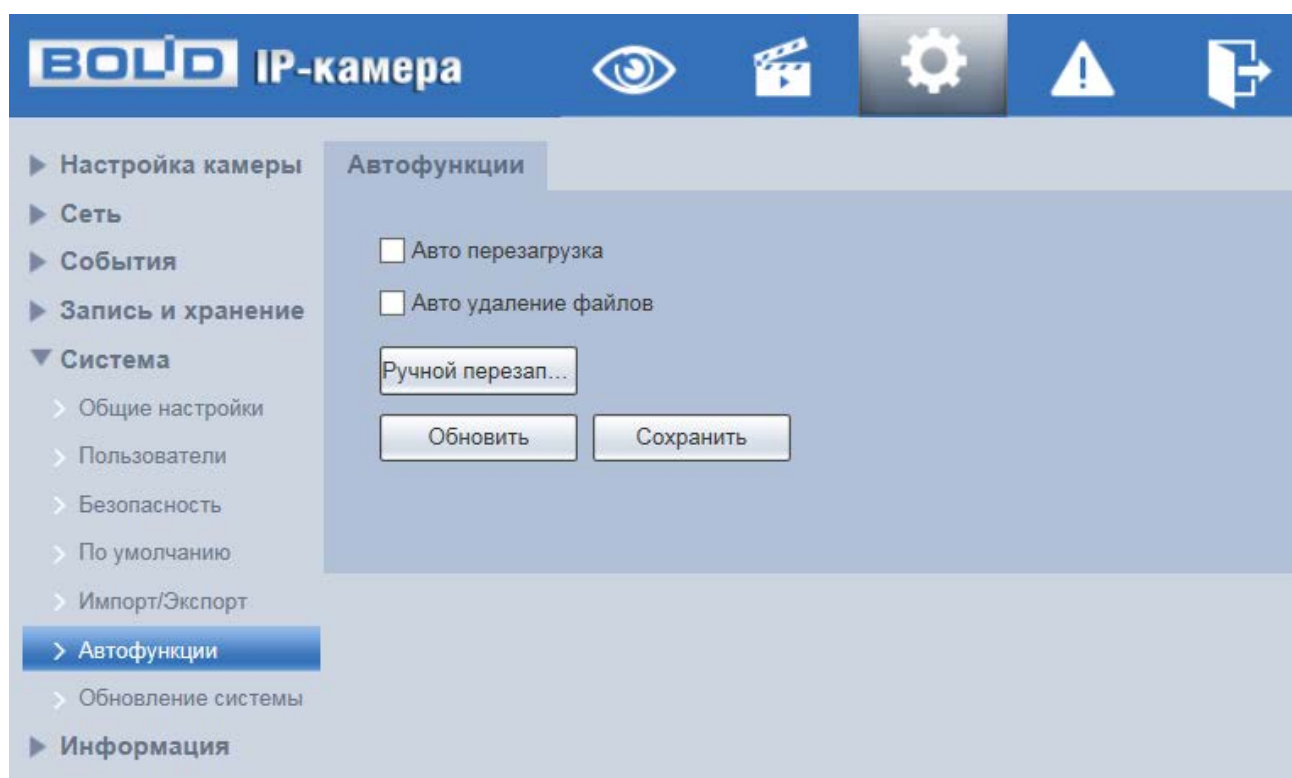 BOLID IP-камера
Настройка камеры
Сеть
События
Запись и хранение
Система
Общие настройки
Пользователи
Безопасность
По умолчанию
Импорт/Экспорт
Автофункции
Обновление системы
Информация
Автофункции
Авто перезагрузка
Авто удаление файлов
Ручной перезап...
Обновить Сохранить